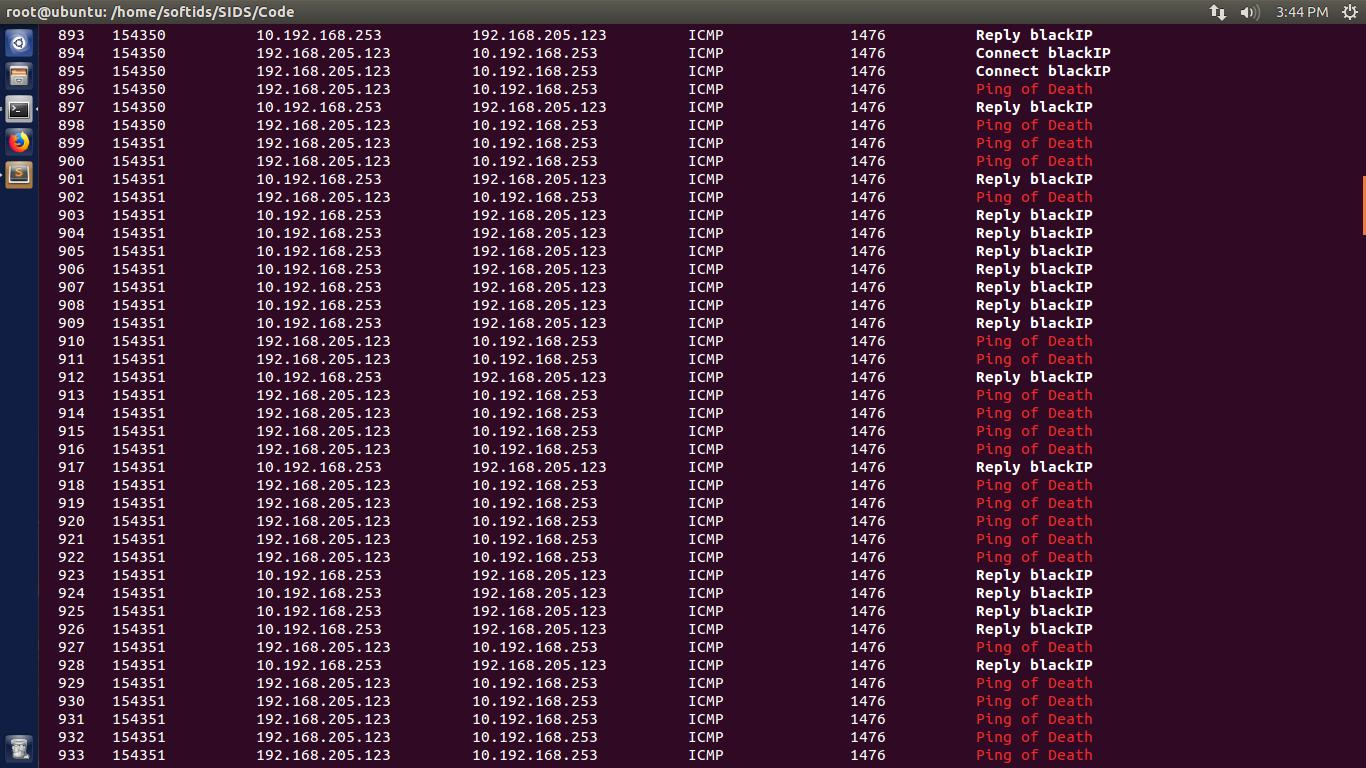 root@ubuntu: /home/softids/SIDS/Code 3:44 PM
893 154350 10.192.168.253 192.168.205.123 ICMP 1476 Reply blackIP
894 154350 192.168.205.123 10.192.168.253 ICMP 1476 Connect blackIP
895 154350 192.168.205.123 10.192.168.253 ICMP 1476 Connect blackIP
896 154350 192.168.205.123 10.192.168.253 ICMP 1476 Ping of Death
897 154350 10.192.168.253 192.168.205.123 ICMP 1476 Reply blackIP
898 154350 192.168.205.123 10.192.168.253 ICMP 1476 Ping of Death
899 154351 192.168.205.123 10.192.168.253 ICMP 1476 Ping of Death
900 154351 192.168.205.123 10.192.168.253 ICMP 1476 Ping of Death
901 154351 10.192.168.253 192.168.205.123 ICMP 1476 Reply blackIP
902 154351 192.168.205.123 10.192.168.253 ICMP 1476 Ping of Death
903 154351 10.192.168.253 192.168.205.123 ICMP 1476 Reply blackIP
904 154351 10.192.168.253 192.168.205.123 ICMP 1476 Reply blackIP
905 154351 10.192.168.253 192.168.205.123 ICMP 1476 Reply blackIP
906 154351 10.192.168.253 192.168.205.123 ICMP 1476 Reply blackIP
907 154351 10.192.168.253 192.168.205.123 ICMP 1476 Reply blackIP
908 154351 10.192.168.253 192.168.205.123 ICMP 1476 Reply blackIP
909 154351 10.192.168.253 192.168.205.123 ICMP 1476 Reply blackIP
910 154351 192.168.205.123 10.192.168.253 ICMP 1476 Ping of Death
911 154351 192.168.205.123 10.192.168.253 ICMP 1476 Ping of Death
912 154351 10.192.168.253 192.168.205.123 ICMP 1476 Reply blackIP
913 154351 192.168.205.123 10.192.168.253 ICMP 1476 Ping of Death
914 154351 192.168.205.123 10.192.168.253 ICMP 1476 Ping of Death
915 154351 192.168.205.123 10.192.168.253 ICMP 1476 Ping of Death
916 154351 192.168.205.123 10.192.168.253 ICMP 1476 Ping of Death
917 154351 10.192.168.253 192.168.205.123 ICMP 1476 Reply blackIP
918 154351 192.168.205.123 10.192.168.253 ICMP 1476 Ping of Death
919 154351 192.168.205.123 10.192.168.253 ICMP 1476 Ping of Death
920 154351 192.168.205.123 10.192.168.253 ICMP 1476 Ping of Death
921 154351 192.168.205.123 10.192.168.253 ICMP 1476 Ping of Death
922 154351 192.168.205.123 10.192.168.253 ICMP 1476 Ping of Death
923 154351 10.192.168.253 192.168.205.123 ICMP 1476 Reply blackIP
924 154351 10.192.168.253 192.168.205.123 ICMP 1476 Reply blackIP
925 154351 10.192.168.253 192.168.205.123 ICMP 1476 Reply blackIP
926 154351 10.192.168.253 192.168.205.123 ICMP 1476 Reply blackIP
927 154351 192.168.205.123 10.192.168.253 ICMP 1476 Ping of Death
928 154351 10.192.168.253 192.168.205.123 ICMP 1476 Reply blackIP
929 154351 192.168.205.123 10.192.168.253 ICMP 1476 Ping of Death
930 154351 192.168.205.123 10.192.168.253 ICMP 1476 Ping of Death
931 154351 192.168.205.123 10.192.168.253 ICMP 1476 Ping of Death
932 154351 192.168.205.123 10.192.168.253 ICMP 1476 Ping of Death
933 154351 192.168.205.123 10.192.168.253 ICMP 1476 Ping of Death